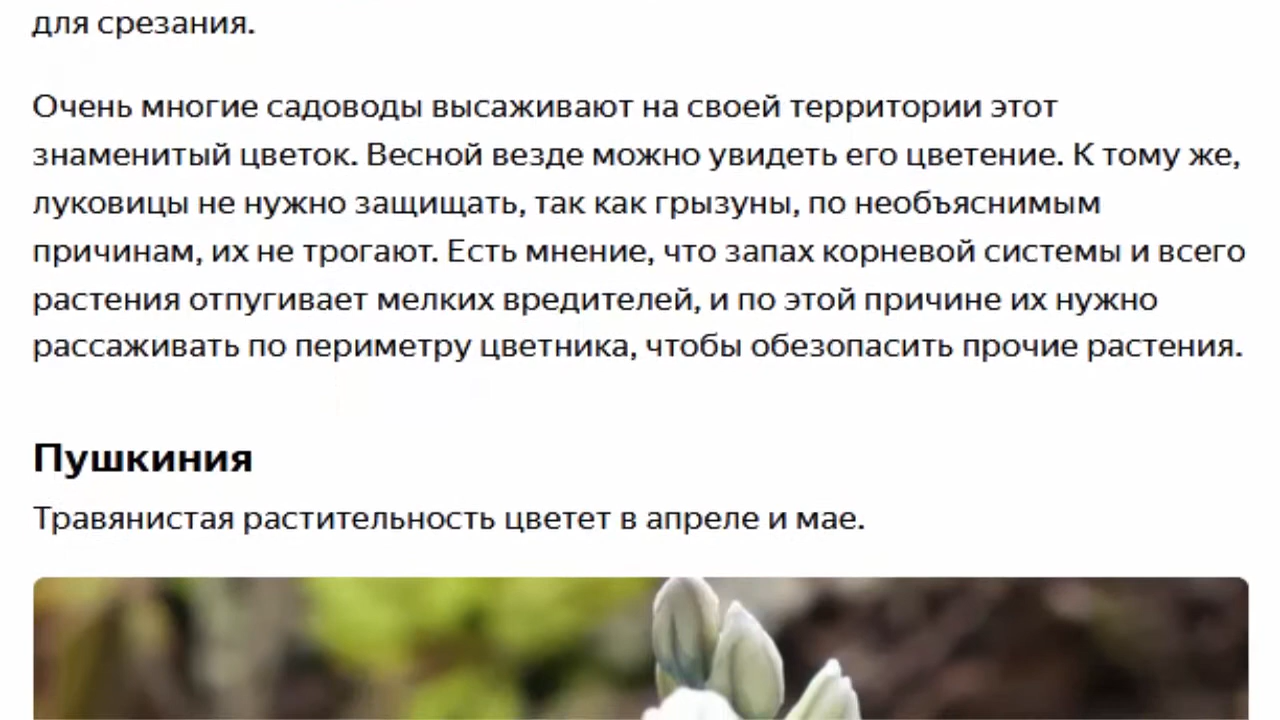 для срезания.
Очень многие садоводы высаживают на своей территории этот
знаменитый цветок. Весной везде можно увидеть его цветение. К тому же,
луковицы не нужно защищать, так как грызуны, по необъяснимым
причинам, их не трогают. Есть мнение, что запах корневой системы и всего
растения отпугивает мелких вредителей, и по этой причине их нужно
рассаживать по периметру цветника, чтобы обезопасить прочие растения.
Пушкиния
Травянистая растительность цветет в апреле и мае.